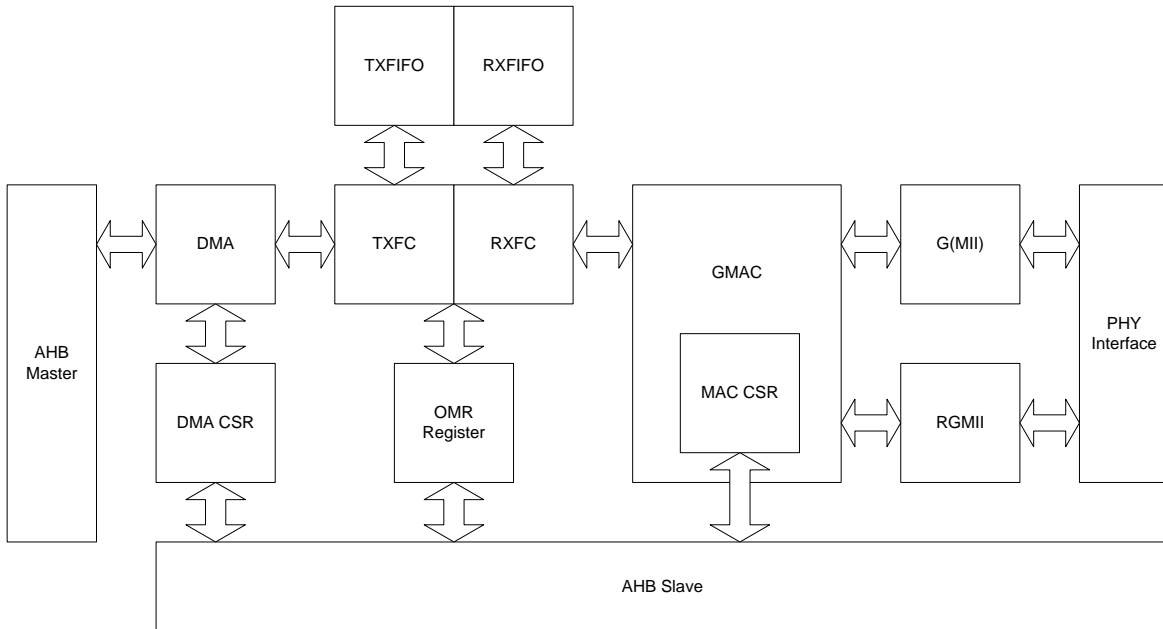 TXFIFO
RXFIFO
AHB
Master
DMA
TXFC
RXFC
GMAC
G(MII)
PHY
Interface
DMA CSR
OMR
Register
MAC CSR
RGMII
AHB Slave